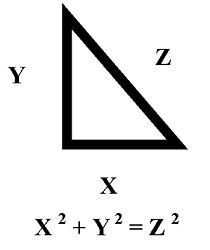 Y
Z
X
X² + Y² = Z²